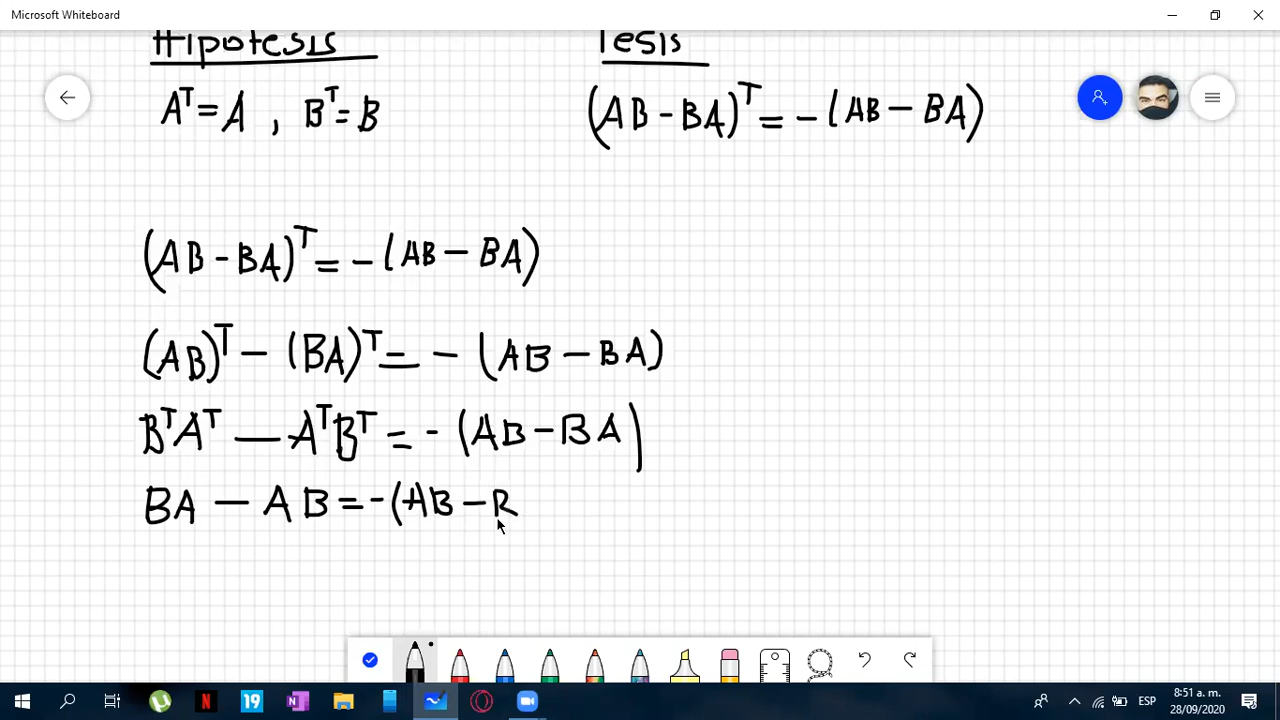 Microsoft Whiteboard
Hipotesis Tesis
Aᵀ = A , Bᵀ = B (AB - BA)ᵀ = - (AB - BA)
(AB - BA)ᵀ = - (AB - BA)
(AB)ᵀ - (BA)ᵀ = - (AB - BA)
BᵀAᵀ - AᵀBᵀ = - (AB - BA)
BA - AB = - (AB - R
19
ESP
8:51 a. m.
28/09/2020